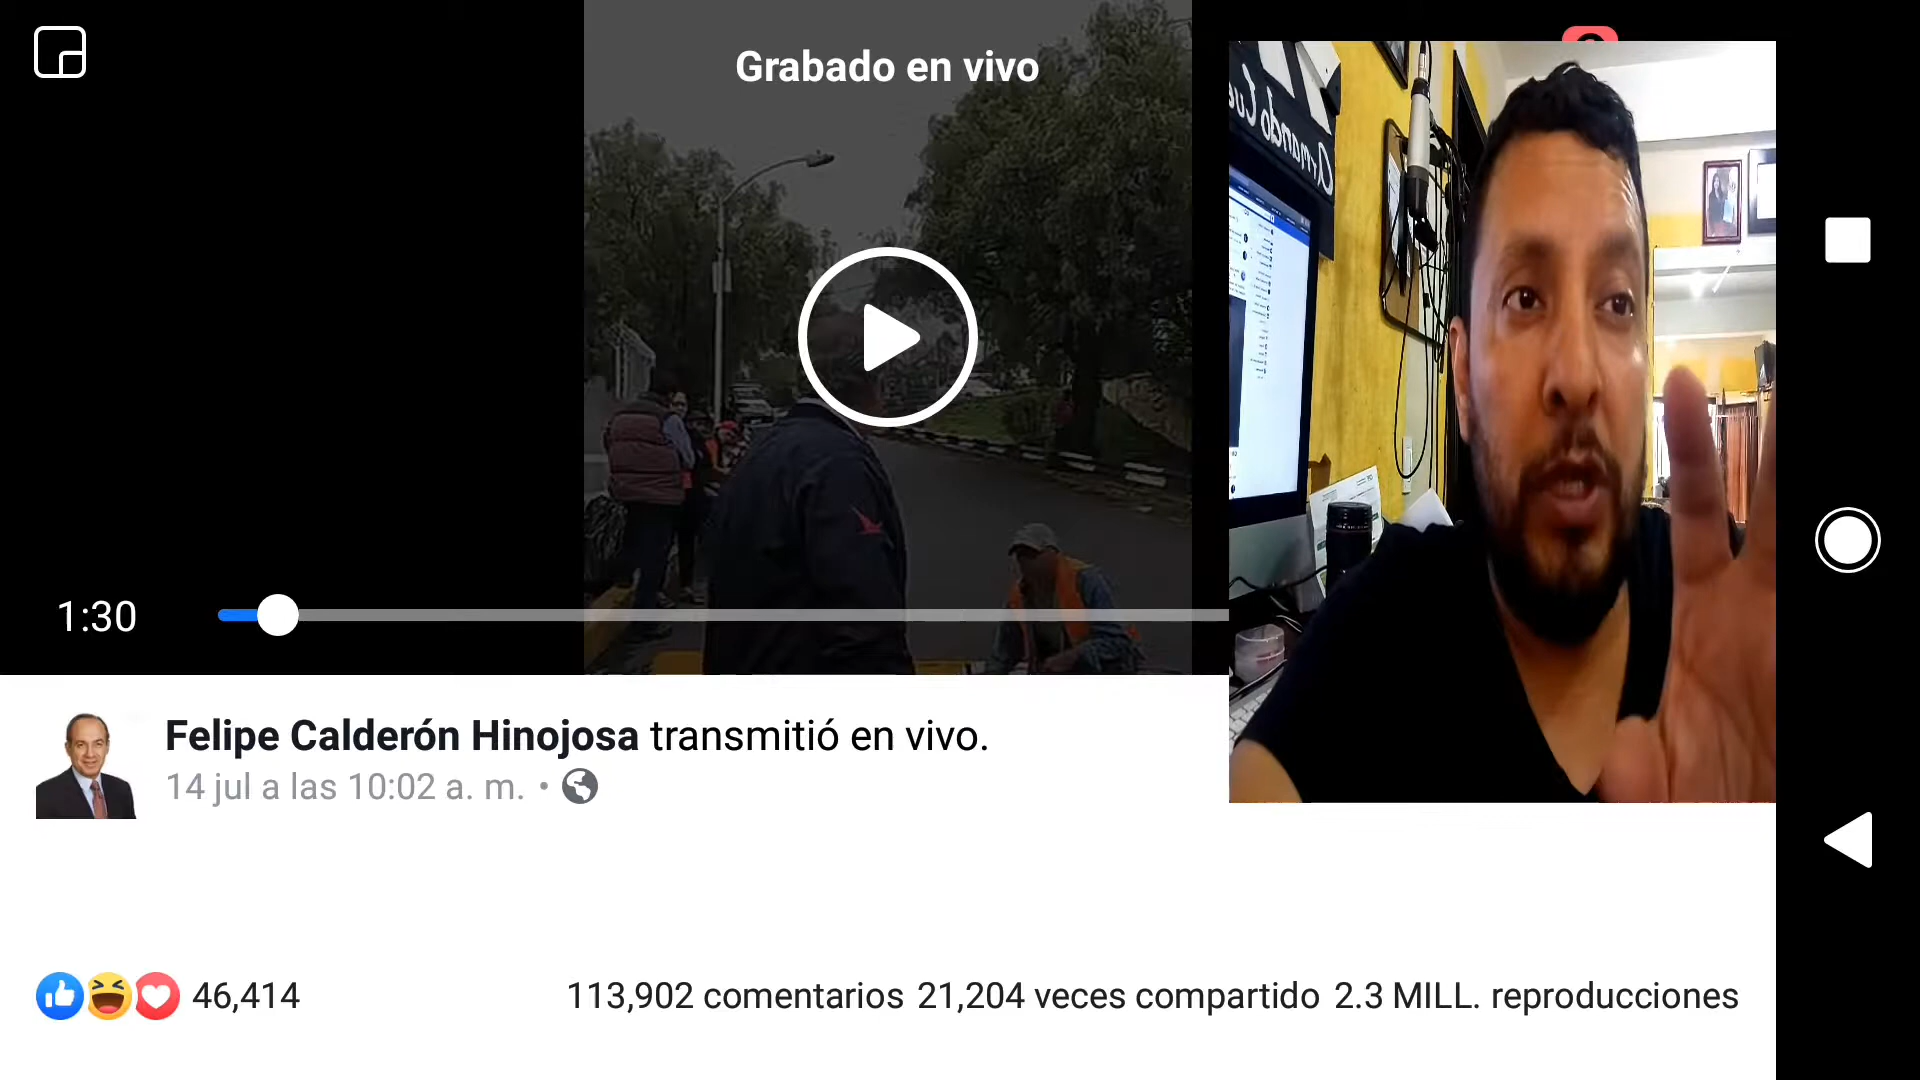 Grabado en vivo
1:30
Felipe Calderón Hinojosa transmitió en vivo.
14 jul a las 10:02 a. m. •
46,414
113,902 comentarios 21,204 veces compartido 2.3 MILL. reproducciones